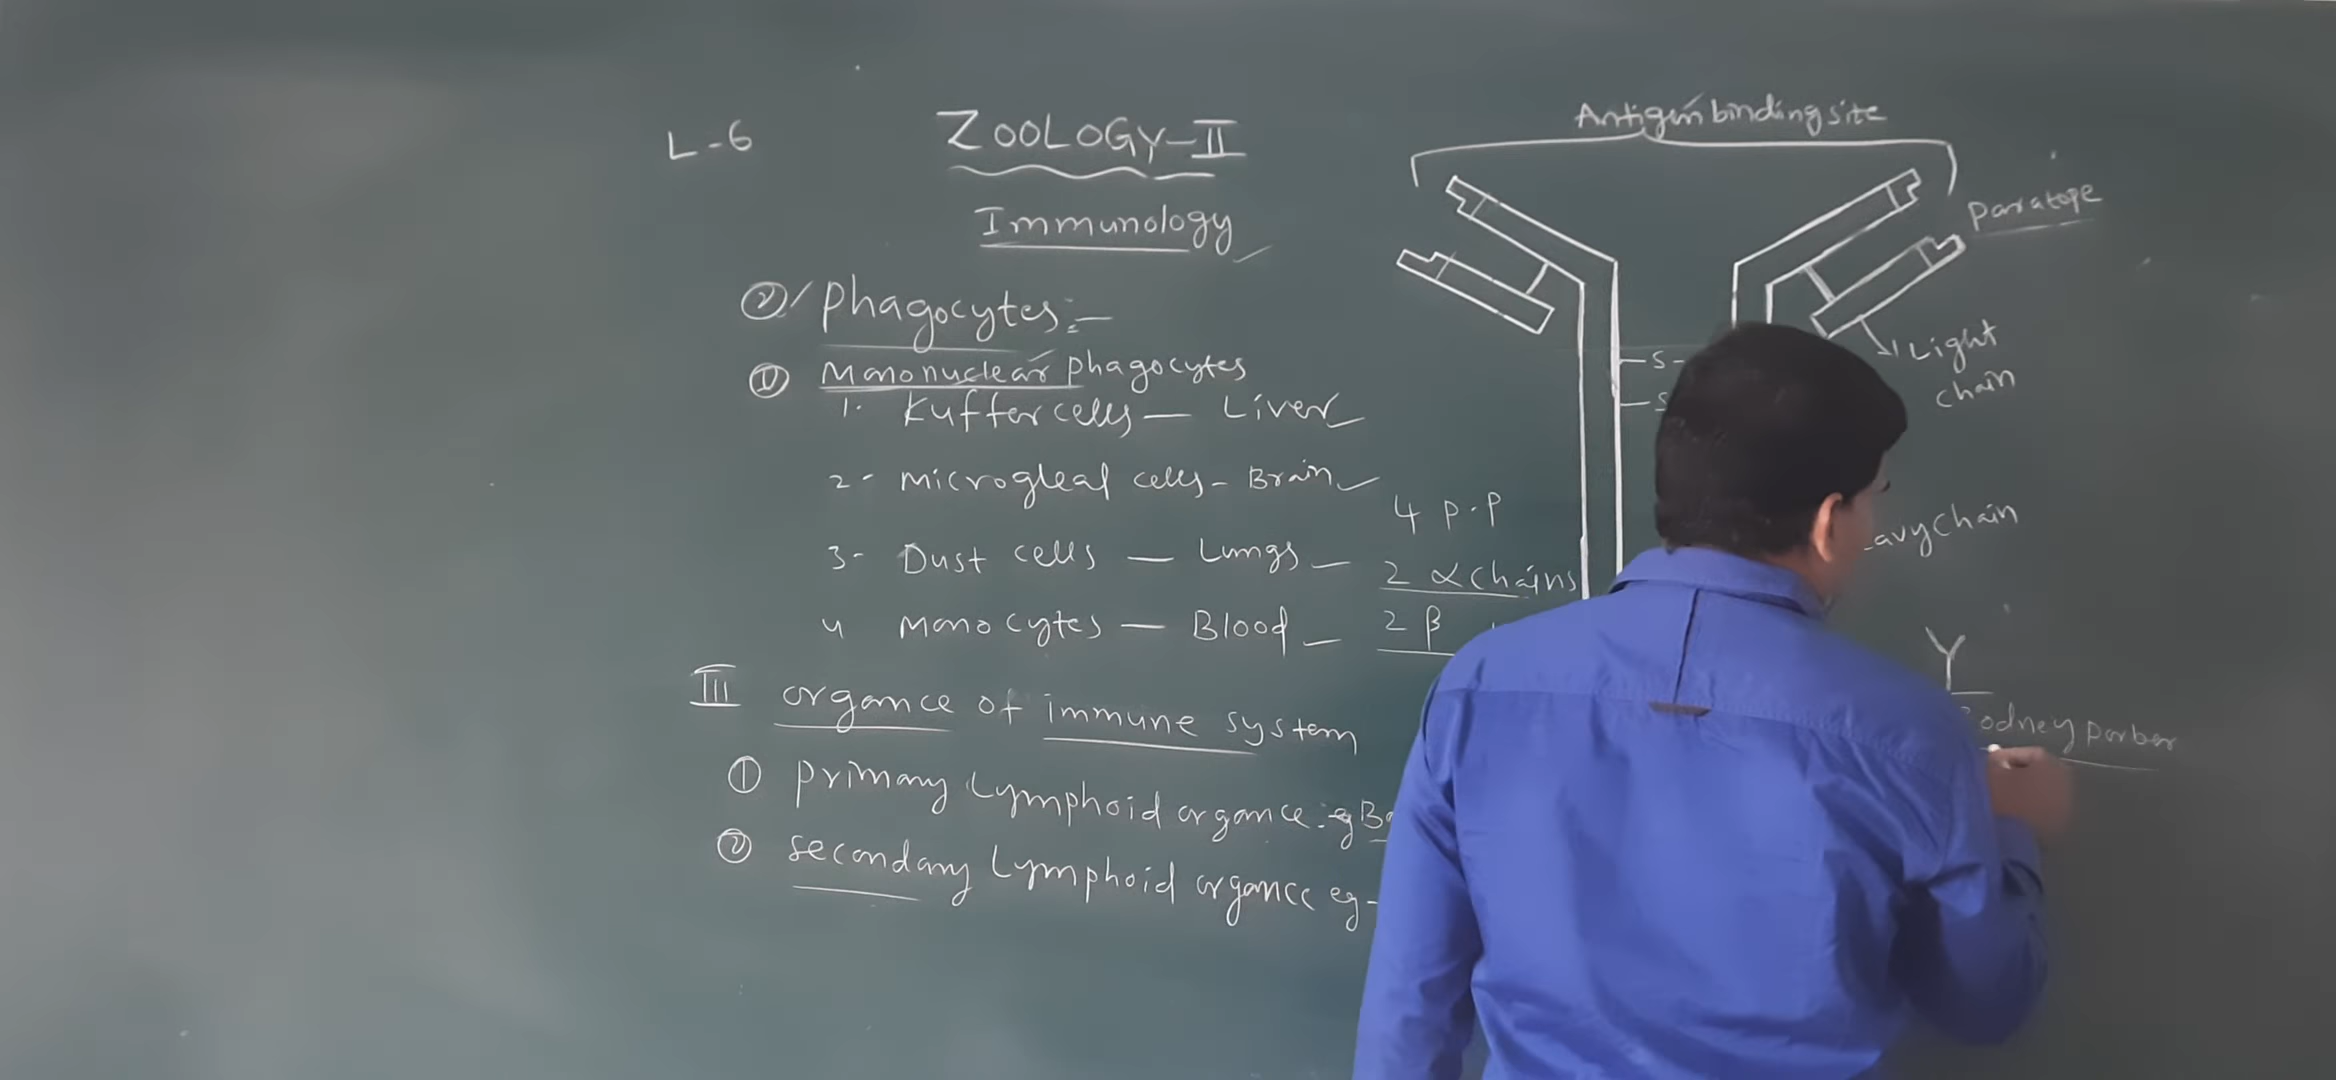 L-6
ZOOLOGY-II
Immunology
② Phagocytes:-
① Mononuclear phagocytes
1. Kuffer cells — Liver
2- Microgleal cells - Brain
3- Dust cells — Lungs —
4 Monocytes — Blood —
III organce of immune system
① primary Lymphoid organce: eg
② secondary Lymphoid organce eg-
4 P.P
2 α chains
2 β
Antigen binding site
Paratope
Light
chain
S -
S
avychain
Y
odney porber